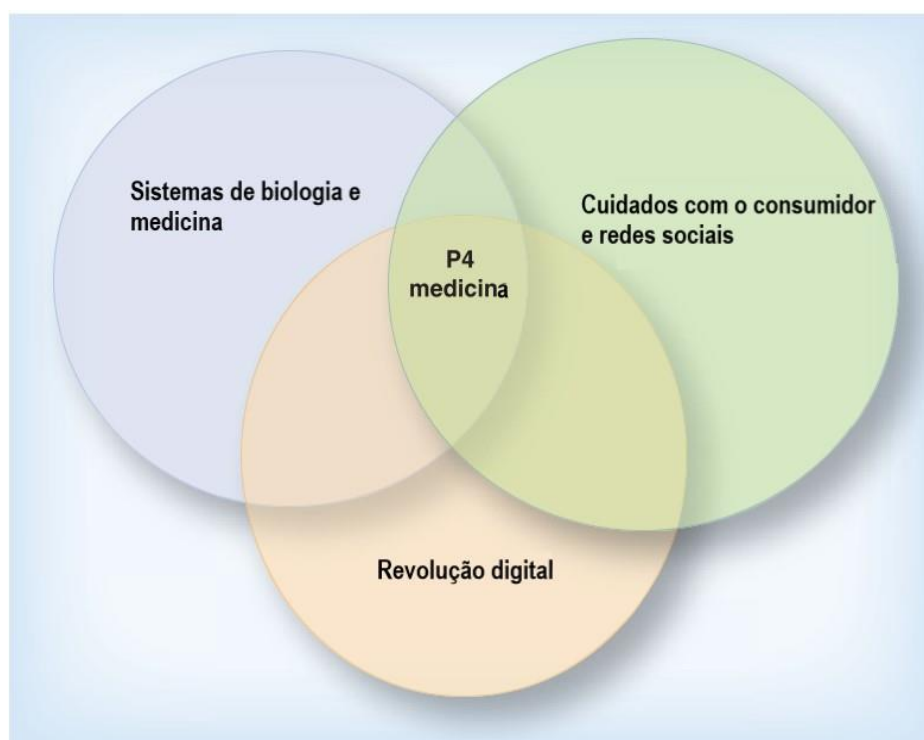 Sistemas de biologia e
medicina
Cuidados com o consumidor
e redes sociais
P4
medicina
Revolução digital